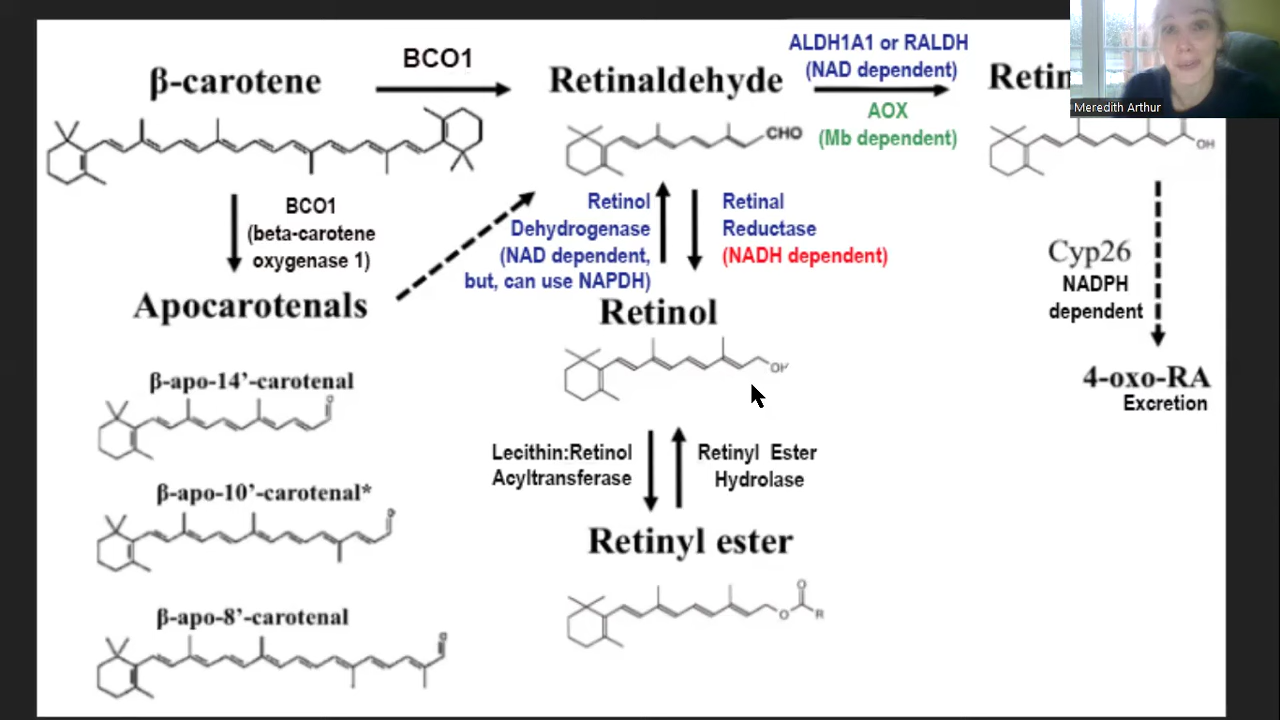 β-carotene
BCO1
Retinaldehyde
ALDH1A1 or RALDH
(NAD dependent)
AOX
(Mb dependent)
Meredith Arthur
CHO
OH
BCO1
(beta-carotene
oxygenase 1)
Retinol
Dehydrogenase
(NAD dependent,
but, can use NAPDH)
Retinal
Reductase
(NADH dependent)
Cyp26
NADPH
dependent
Apocarotenals
Retinol
OH
4-oxo-RA
Excretion
β-apo-14’-carotenal
O
Lecithin:Retinol
Acyltransferase
Retinyl Ester
Hydrolase
β-apo-10’-carotenal*
O
Retinyl ester
O
O
R
β-apo-8’-carotenal
O